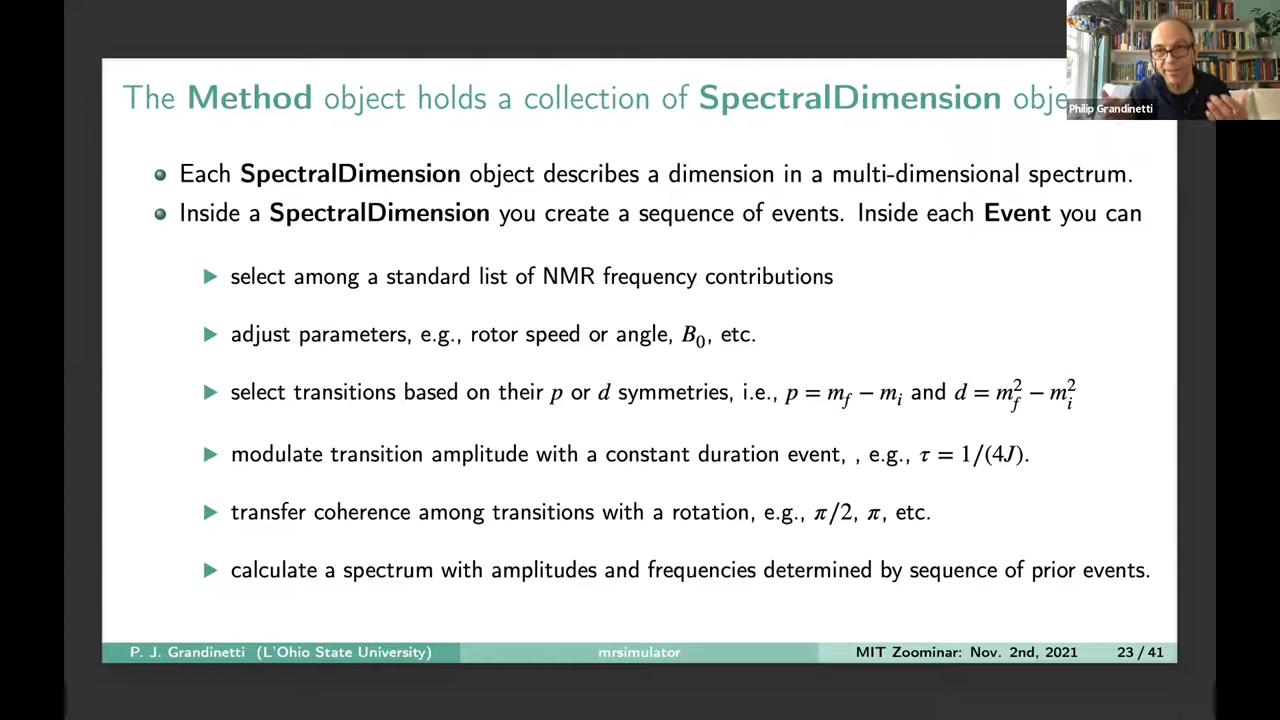 The Method object holds a collection of SpectralDimension obje
Philip Grandinetti
Each SpectralDimension object describes a dimension in a multi-dimensional spectrum.
Inside a SpectralDimension you create a sequence of events. Inside each Event you can
select among a standard list of NMR frequency contributions
adjust parameters, e.g., rotor speed or angle, B₀, etc.
select transitions based on their p or d symmetries, i.e., p = m_f − m_i and d = m_f² − m_i²
modulate transition amplitude with a constant duration event, , e.g., τ = 1/(4J).
transfer coherence among transitions with a rotation, e.g., π/2, π, etc.
calculate a spectrum with amplitudes and frequencies determined by sequence of prior events.
P. J. Grandinetti (L'Ohio State University) mrsimulator MIT Zoominar: Nov. 2nd, 2021 23 / 41